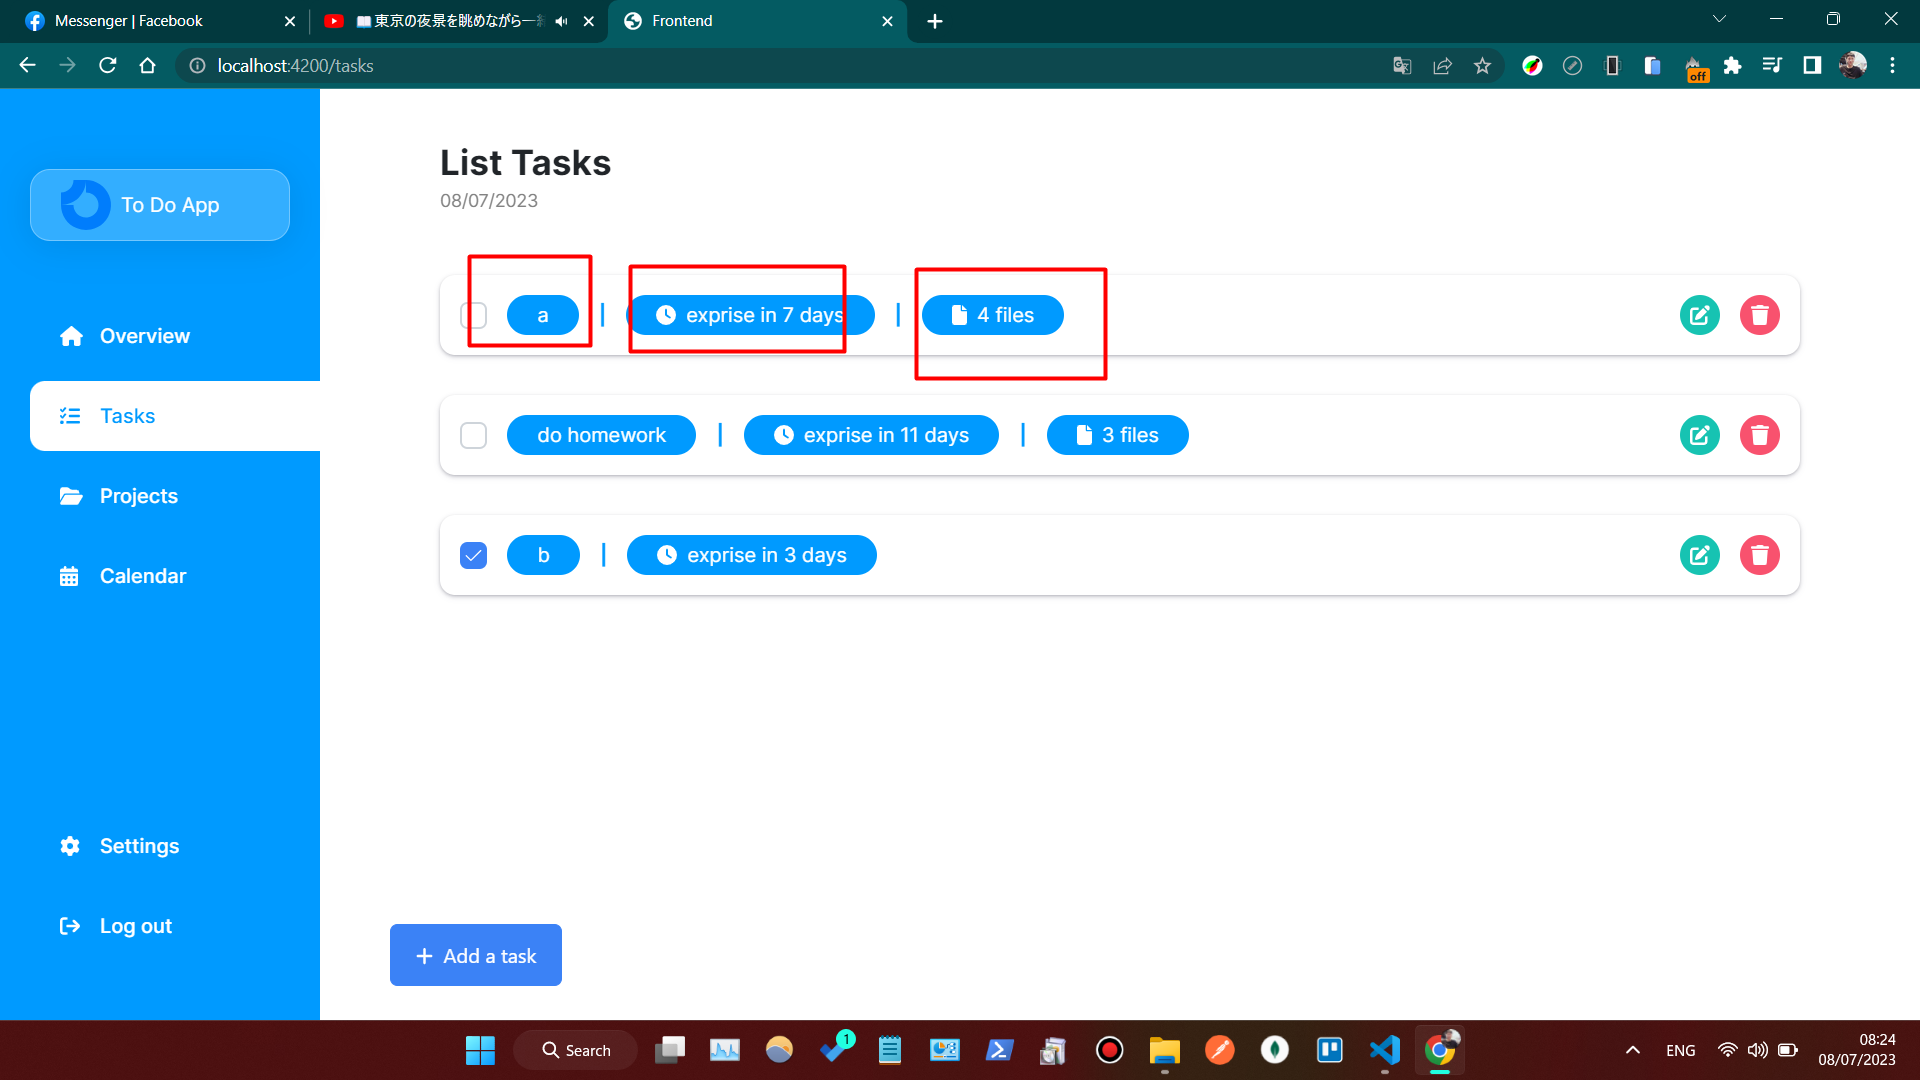 Messenger | Facebook
東京の夜景を眺めながら一
Frontend
localhost:4200/tasks
off
To Do App
Overview
Tasks
Projects
Calendar
Settings
Log out
List Tasks
08/07/2023
a | exprise in 7 days | 4 files
do homework | exprise in 11 days | 3 files
b | exprise in 3 days
+ Add a task
Search
1
ENG
08:24
08/07/2023